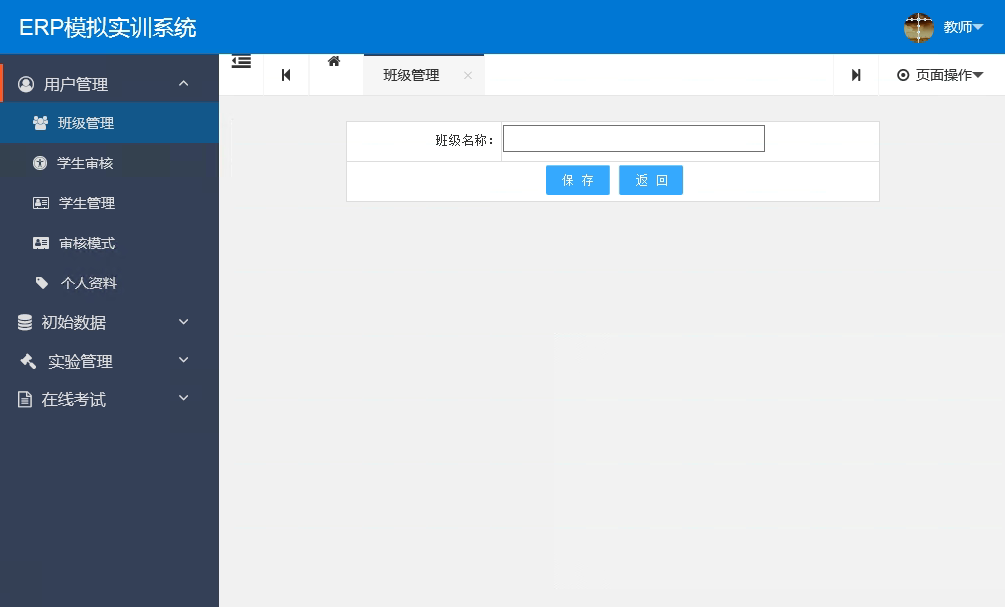 ERP模拟实训系统
教师
用户管理
班级管理
学生审核
学生管理
审核模式
个人资料
初始数据
实验管理
在线考试
班级管理 ×
页面操作
班级名称：
保 存 返 回